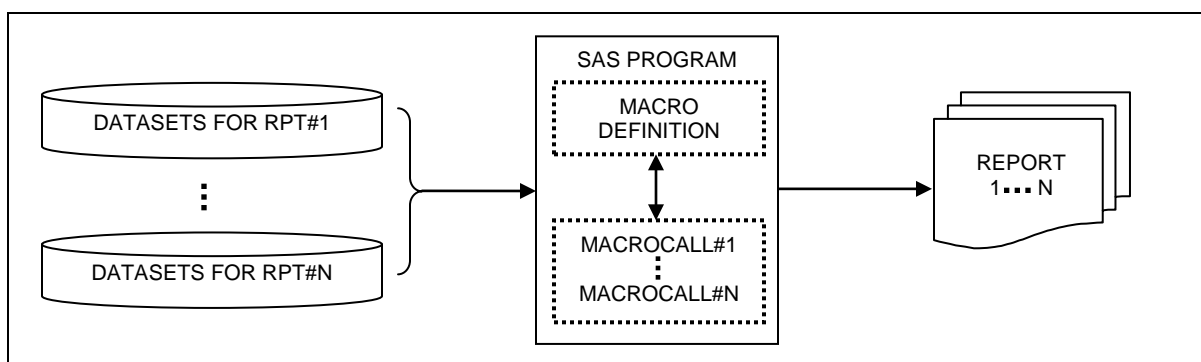 DATASETS FOR RPT#1
DATASETS FOR RPT#N
SAS PROGRAM
MACRO
DEFINITION
MACROCALL#1
MACROCALL#N
REPORT
1...N